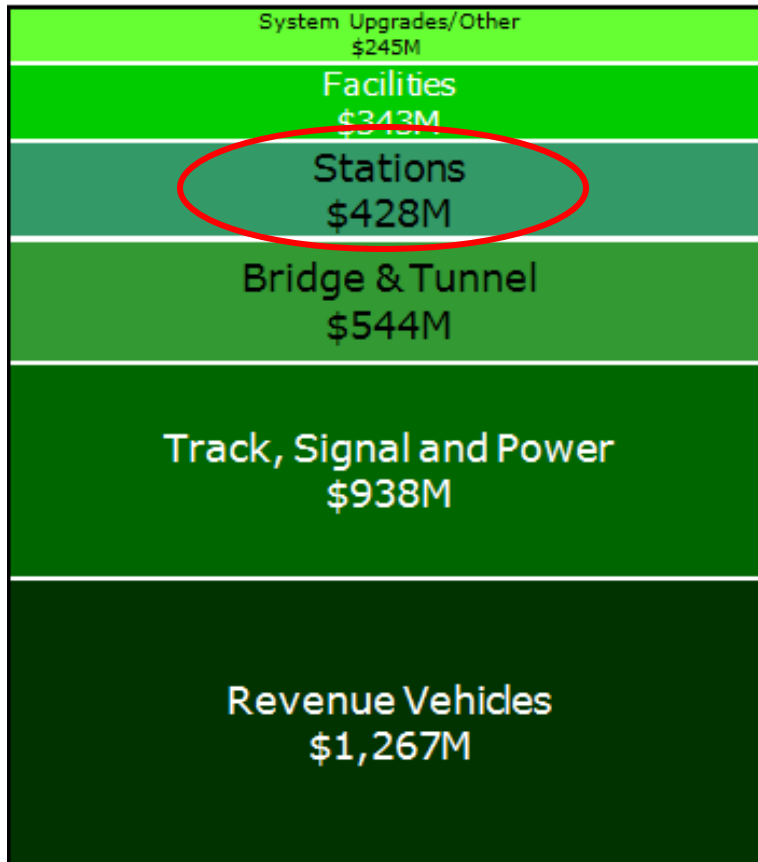 System Upgrades/Other
$245M
Facilities
$343M
Stations
$428M
Bridge & Tunnel
$544M
Track, Signal and Power
$938M
Revenue Vehicles
$1,267M